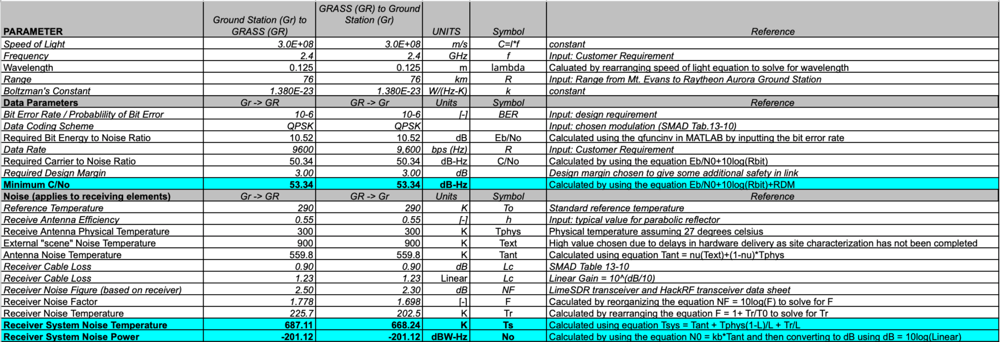 PARAMETER Ground Station (Gr) to GRASS (GR) GRASS (GR) to Ground Station (Gr) UNITS Symbol Reference
Speed of Light 3.0E+08 3.0E+08 m/s C=l*f constant
Frequency 2.4 2.4 GHz f Input: Customer Requirement
Wavelength 0.125 0.125 m lambda Caluated by rearranging speed of light equation to solve for wavelength
Range 76 76 km R Input: Range from Mt. Evans to Raytheon Aurora Ground Station
Boltzman's Constant 1.380E-23 1.380E-23 W/(Hz-K) k constant
Data Parameters Gr -> GR GR -> Gr Units Symbol Reference
Bit Error Rate / Probablility of Bit Error 10-6 10-6 [-] BER Input: design requirement
Data Coding Scheme QPSK QPSK Input: chosen modulation (SMAD Tab.13-10)
Required Bit Energy to Noise Ratio 10.52 10.52 dB Eb/No Calculated using the qfuncinv in MATLAB by inputting the bit error rate
Data Rate 9600 9,600 bps (Hz) R Input: Customer Requirement
Required Carrier to Noise Ratio 50.34 50.34 dB-Hz C/No Calculated by using the equation Eb/N0+10log(Rbit)
Required Design Margin 3.00 3.00 dB Design margin chosen to give some additional safety in link
Minimum C/No 53.34 53.34 dB-Hz Calculated by using the equation Eb/N0+10log(Rbit)+RDM
Noise (applies to receiving elements) Gr -> GR GR -> Gr Units Symbol Reference
Reference Temperature 290 290 K To Standard reference temperature
Receive Antenna Efficiency 0.55 0.55 [-] h Input: typical value for parabolic reflector
Receive Antenna Physical Temperature 300 300 K Tphys Physical temperature assuming 27 degrees celsius
External "scene" Noise Temperature 900 900 K Text High value chosen due to delays in hardware delivery as site characterization has not been completed
Antenna Noise Temperature 559.8 559.8 K Tant Calculated using equation Tant = nu(Text)+(1-nu)*Tphys
Receiver Cable Loss 0.90 0.90 dB Lc SMAD Table 13-10
Receiver Cable Loss 1.23 1.23 Linear Lc Linear Gain = 10^(dB/10)
Receiver Noise Figure (based on receiver) 2.50 2.30 dB NF LimeSDR transceiver and HackRF transceiver data sheet
Receiver Noise Factor 1.778 1.698 [-] F Caculated by reorganizing the equation NF = 10log(F) to solve for F
Receiver Noise Temperature 225.7 202.5 K Tr Calculated by rearranging the equation F = 1+ Tr/T0 to solve for Tr
Receiver System Noise Temperature 687.11 668.24 K Ts Calculated using equation Tsys = Tant + Tphys(1-L)/L + Tr/L
Receiver System Noise Power -201.12 -201.12 dBW-Hz No Calculated by using the equation N0 = kb*Tant and then converting to dB using dB = 10log(Linear)